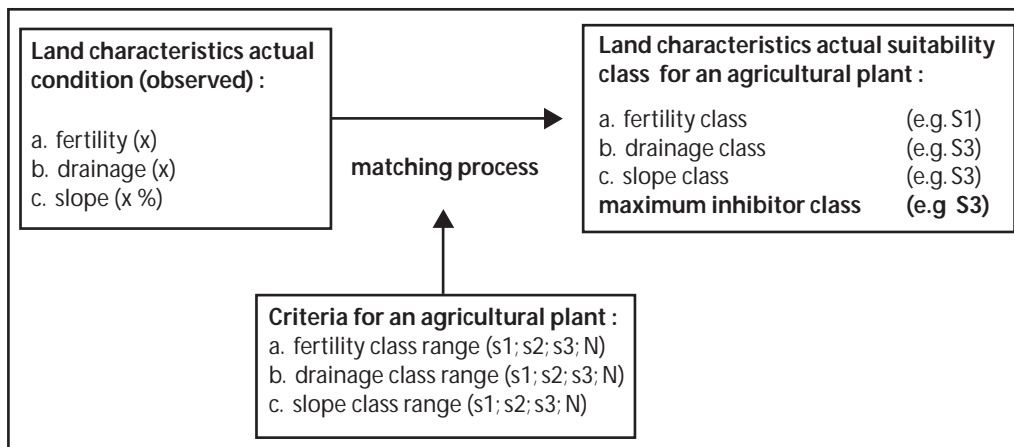 Land characteristics actual
condition (observed) :
a. fertility (x)
b. drainage (x)
c. slope (x %)
matching process
Land characteristics actual suitability
class for an agricultural plant :
a. fertility class (e.g. S1)
b. drainage class (e.g. S3)
c. slope class (e.g. S3)
maximum inhibitor class (e.g S3)
Criteria for an agricultural plant :
a. fertility class range (s1; s2; s3; N)
b. drainage class range (s1; s2; s3; N)
c. slope class range (s1; s2; s3; N)